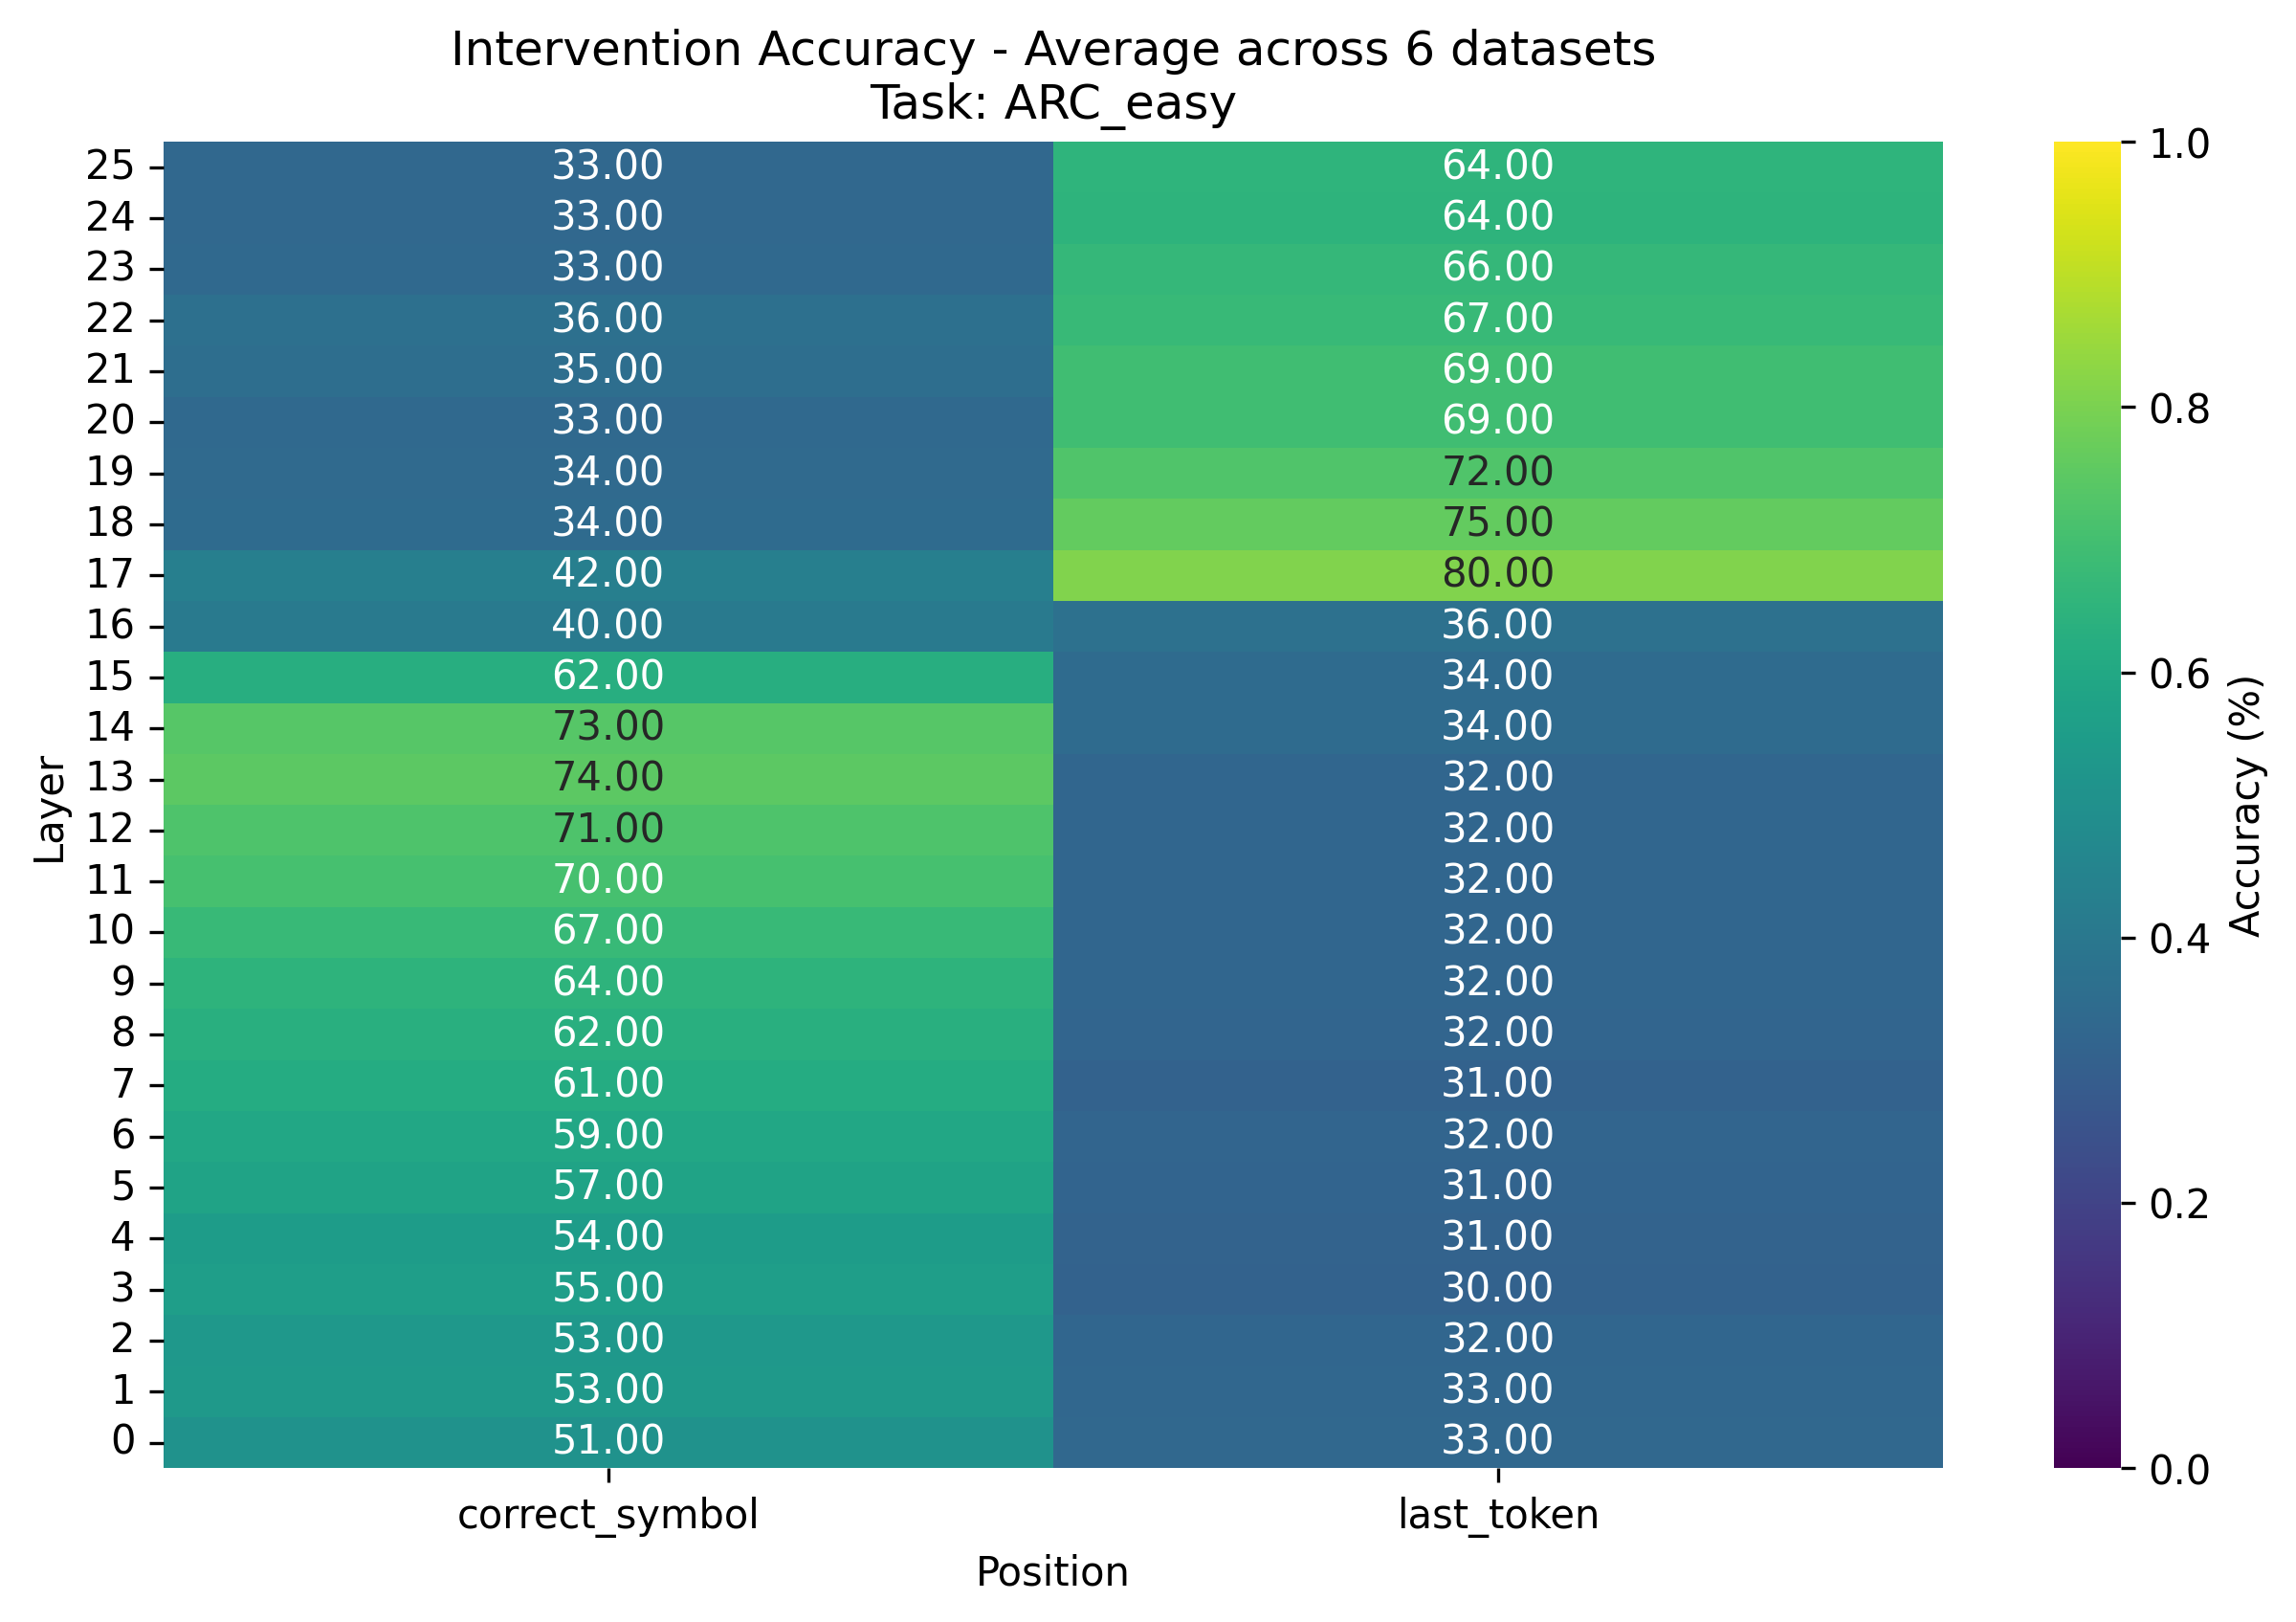 Intervention Accuracy - Average across 6 datasets
Task: ARC_easy
25 33.00 64.00
24 33.00 64.00
23 33.00 66.00
22 36.00 67.00
21 35.00 69.00
20 33.00 69.00
19 34.00 72.00
18 34.00 75.00
17 42.00 80.00
16 40.00 36.00
15 62.00 34.00
14 73.00 34.00
13 74.00 32.00
12 71.00 32.00
11 70.00 32.00
10 67.00 32.00
9 64.00 32.00
8 62.00 32.00
7 61.00 31.00
6 59.00 32.00
5 57.00 31.00
4 54.00 31.00
3 55.00 30.00
2 53.00 32.00
1 53.00 33.00
0 51.00 33.00
Layer
correct_symbol last_token
Position
1.0
0.8
0.6
0.4
0.2
0.0
Accuracy (%)